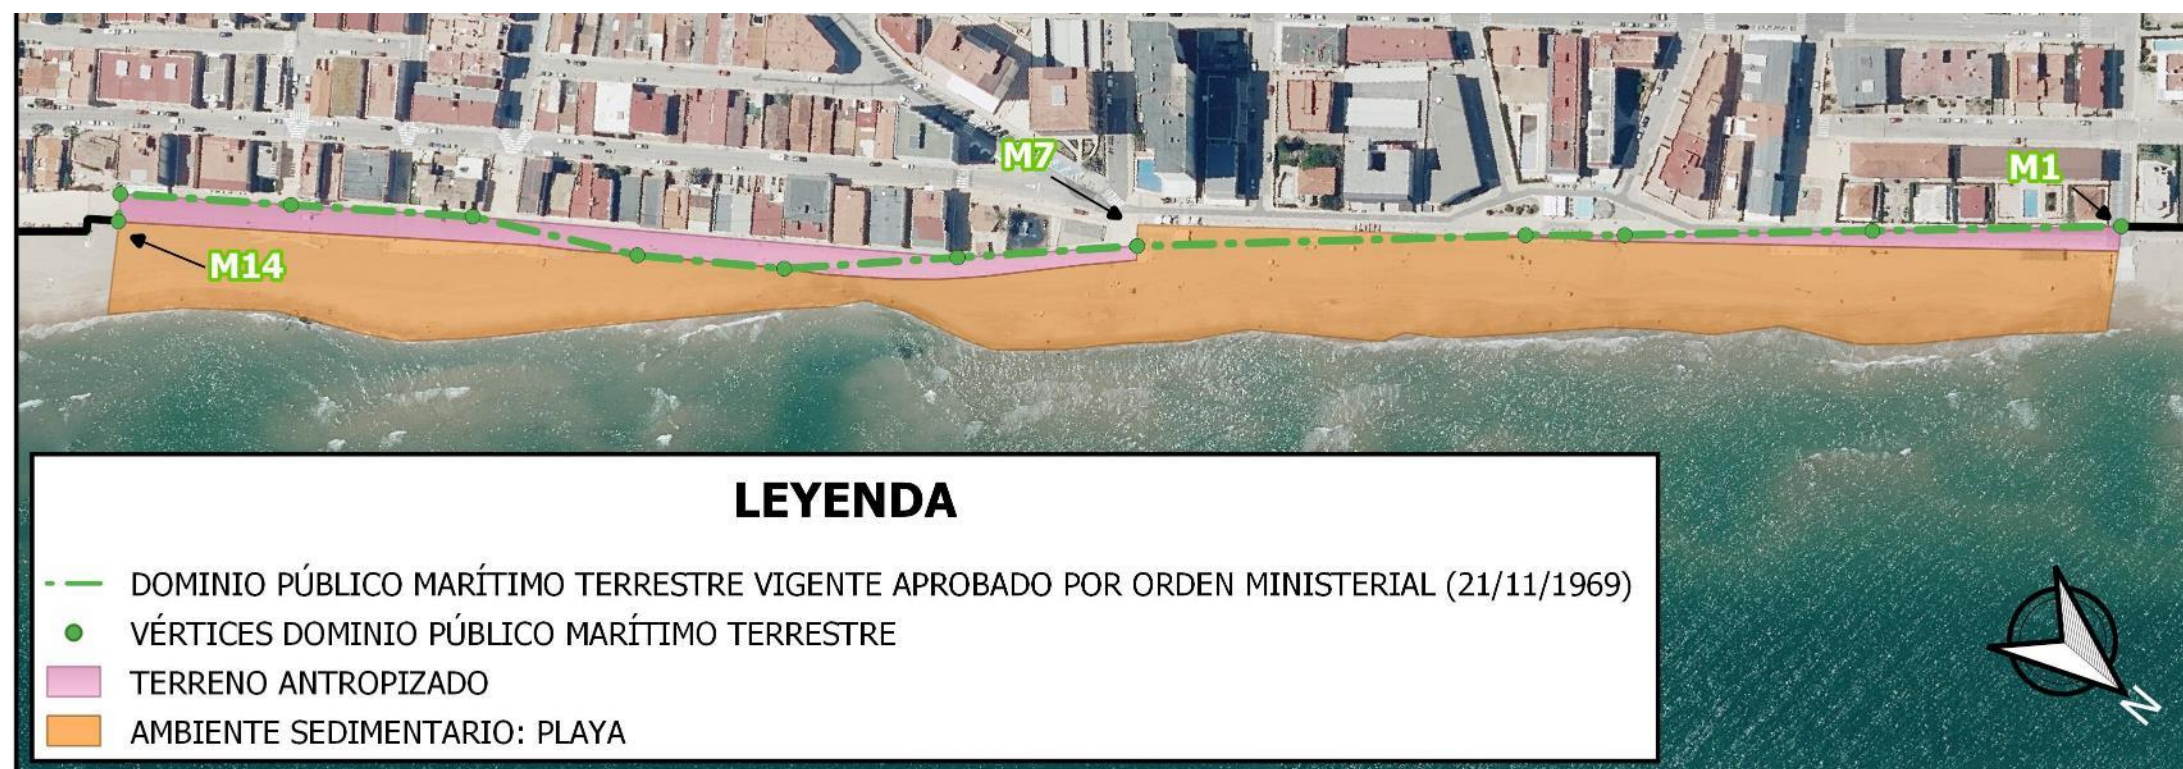 M7
M1
M14
LEYENDA
DOMINIO PÚBLICO MARÍTIMO TERRESTRE VIGENTE APROBADO POR ORDEN MINISTERIAL (21/11/1969)
VÉRTICES DOMINIO PÚBLICO MARÍTIMO TERRESTRE
TERRENO ANTROPIZADO
AMBIENTE SEDIMENTARIO: PLAYA
N